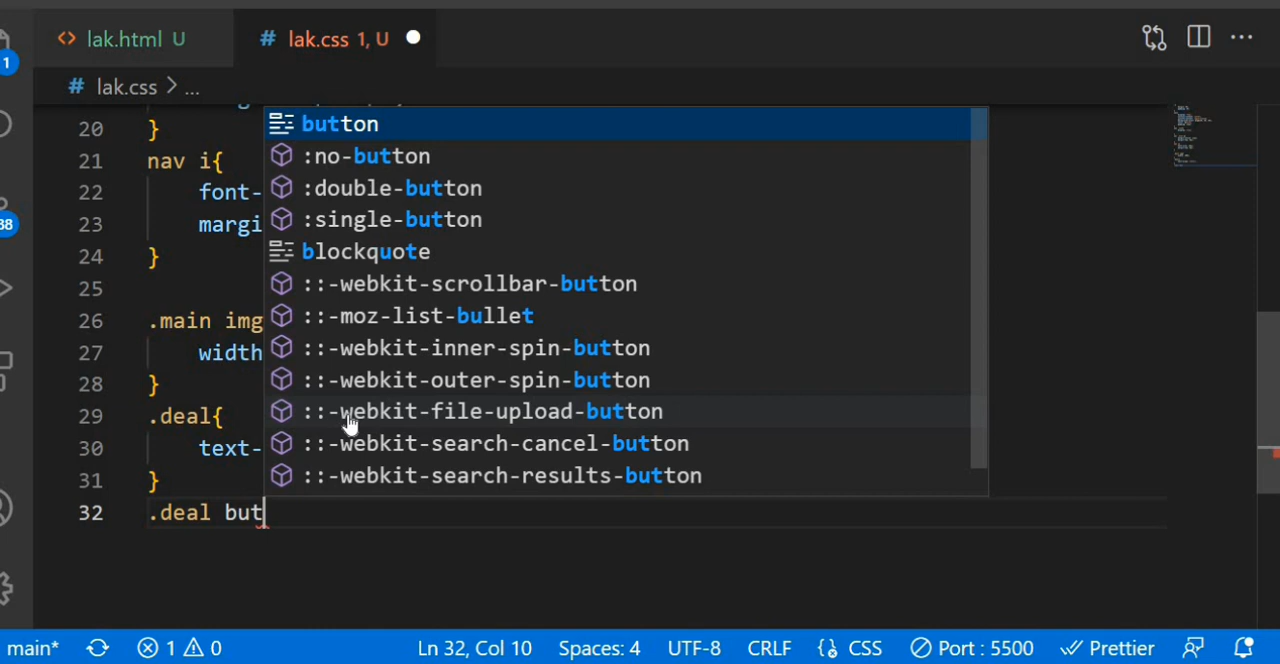 <> lak.html U
# lak.css 1, U
1
# lak.css > ...
20 }
21 nav i{
22 font-
23 margi
24 }
25
26 .main img
27 width
28 }
29 .deal{
30 text-
31 }
32 .deal but
button
:no-button
:double-button
:single-button
blockquote
::-webkit-scrollbar-button
::-moz-list-bullet
::-webkit-inner-spin-button
::-webkit-outer-spin-button
::-webkit-file-upload-button
::-webkit-search-cancel-button
::-webkit-search-results-button
38
main* 1 0 Ln 32, Col 10 Spaces: 4 UTF-8 CRLF CSS Port : 5500 Prettier